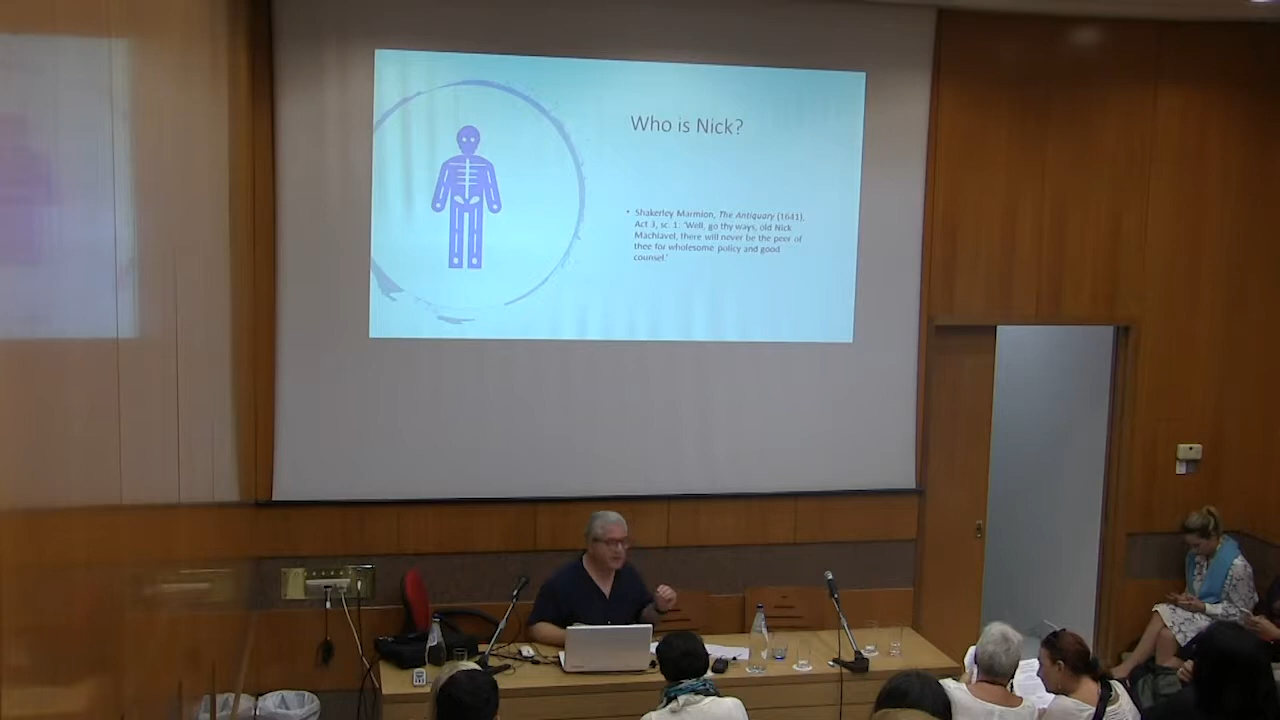 Who is Nick?
• Shakerley Marmion, The Antiquary (1641),
Act 3, sc. 1: 'Well, go thy ways, old Nick
Machiavel, there will never be the peer of
thee for wholesome policy and good
counsel.'